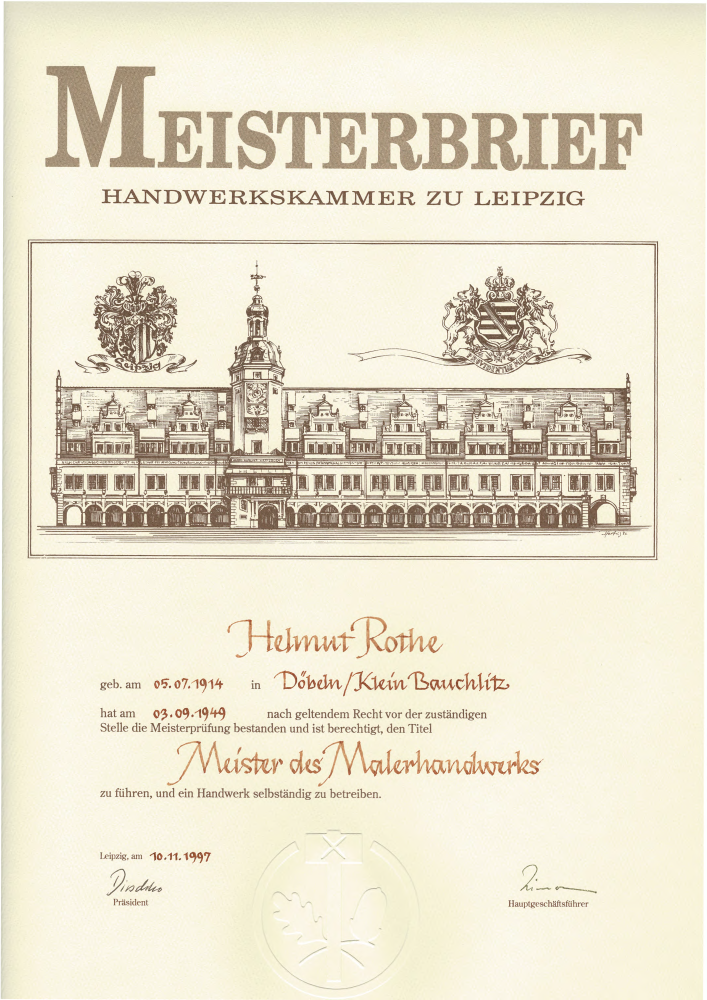 MEISTERBRIEF
HANDWERKSKAMMER ZU LEIPZIG
Leipzig
Helmut Rothe
geb. am 05.07.1914 in Döbeln/Klein Bauchlitz
hat am 03.09.1949 nach geltendem Recht vor der zuständigen
Stelle die Meisterprüfung bestanden und ist berechtigt, den Titel
Meister des Malerhandwerks
zu führen, und ein Handwerk selbständig zu betreiben.
Leipzig, am 10.11.1997
Präsident
Hauptgeschäftsführer